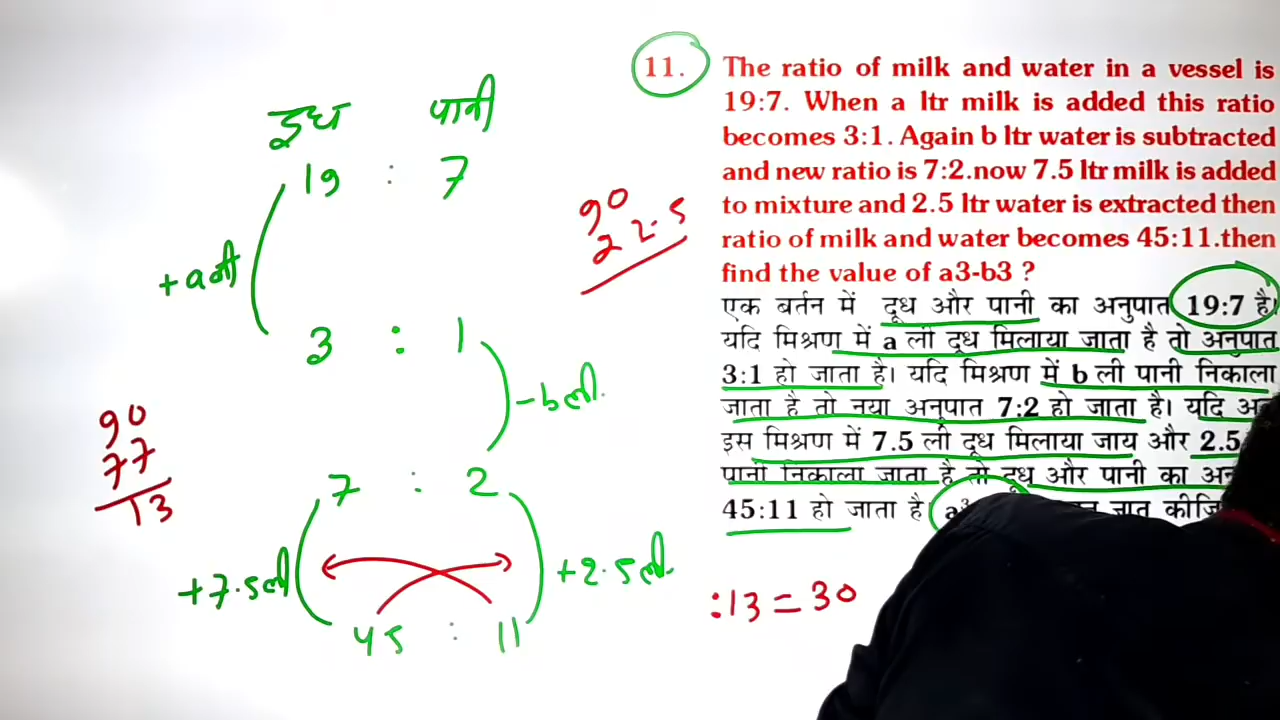 दूध पानी
19 : 7
+a ली
3 : 1
-b ली.
7 : 2
+7.5 ली +2.5 ली.
45 : 11
90
77
13
90
22.5
:13 = 30
11. The ratio of milk and water in a vessel is
19:7. When a ltr milk is added this ratio
becomes 3:1. Again b ltr water is subtracted
and new ratio is 7:2.now 7.5 ltr milk is added
to mixture and 2.5 ltr water is extracted then
ratio of milk and water becomes 45:11.then
find the value of a3-b3 ?
एक बर्तन में दूध और पानी का अनुपात 19:7 है।
यदि मिश्रण में a ली दूध मिलाया जाता है तो अनुपात
3:1 हो जाता है। यदि मिश्रण में b ली पानी निकाला
जाता है तो नया अनुपात 7:2 हो जाता है। यदि
इस मिश्रण में 7.5 ली दूध मिलाया जाय और 2.5
पानी निकाला जाता है तो दूध और पानी का
45:11 हो जाता है।